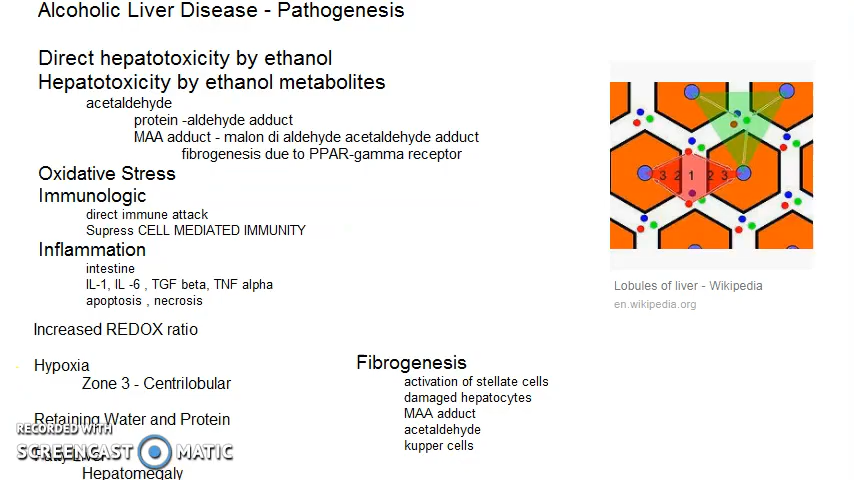 Alcoholic Liver Disease - Pathogenesis
Direct hepatotoxicity by ethanol
Hepatotoxicity by ethanol metabolites
acetaldehyde
protein -aldehyde adduct
MAA adduct - malon di aldehyde acetaldehyde adduct
fibrogenesis due to PPAR-gamma receptor
Oxidative Stress
Immunologic
direct immune attack
Supress CELL MEDIATED IMMUNITY
Inflammation
intestine
IL-1, IL -6 , TGF beta, TNF alpha
apoptosis , necrosis
Increased REDOX ratio
Hypoxia
Zone 3 - Centrilobular
Retaining Water and Protein
Fatty Liver
Hepatomegaly
Fibrogenesis
activation of stellate cells
damaged hepatocytes
MAA adduct
acetaldehyde
kupper cells
3 2 1 2 3
Lobules of liver - Wikipedia
en.wikipedia.org
RECORDED WITH
SCREENCAST MATIC